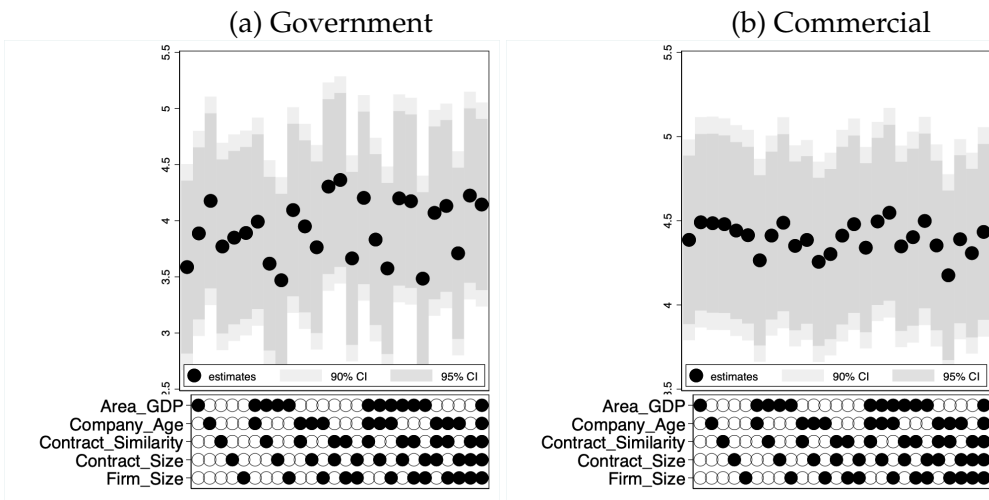 (a) Government
5.5
5
4.5
4
3.5
3
2.5
estimates 90% CI 95% CI
Area_GDP
Company_Age
Contract_Similarity
Contract_Size
Firm_Size
(b) Commercial
5.5
5
4.5
4
3.5
estimates 90% CI 95% CI
Area_GDP
Company_Age
Contract_Similarity
Contract_Size
Firm_Size